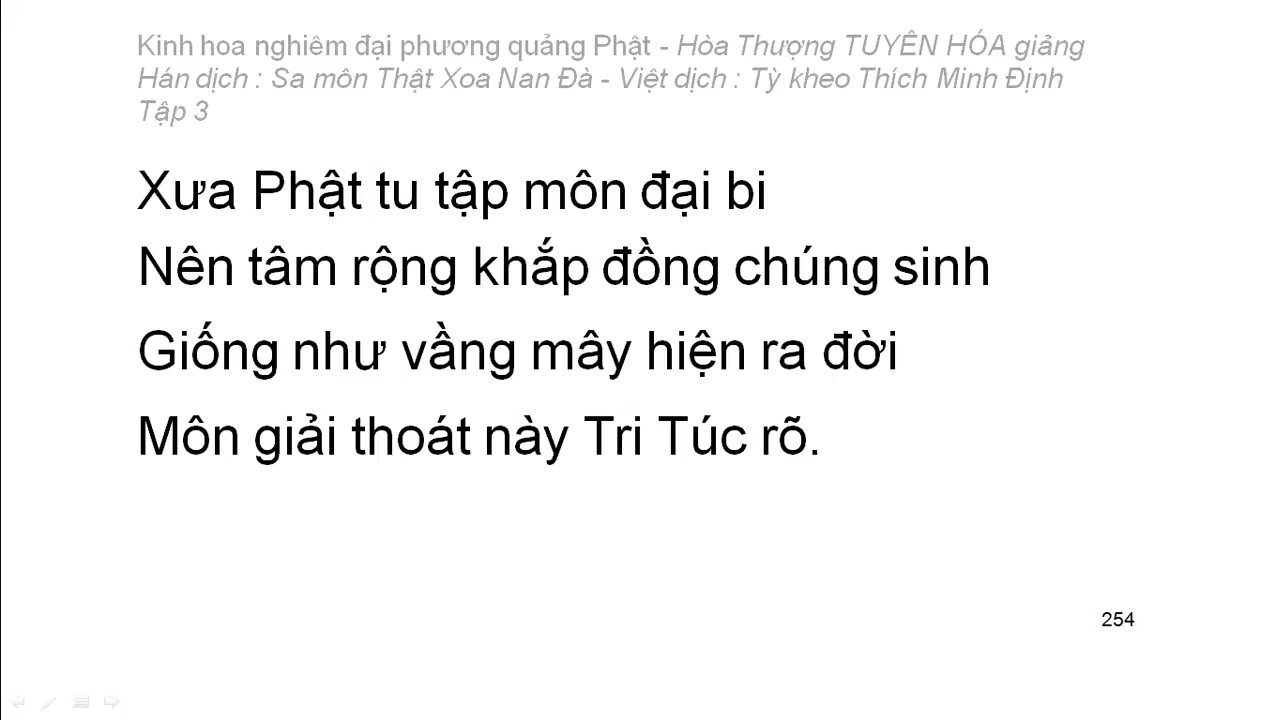 Kinh hoa nghiêm đại phương quảng Phật - Hòa Thượng TUYÊN HÓA giảng
Hán dịch : Sa môn Thật Xoa Nan Đà - Việt dịch : Tỳ kheo Thích Minh Định
Tập 3
Xưa Phật tu tập môn đại bi
Nên tâm rộng khắp đồng chúng sinh
Giống như vầng mây hiện ra đời
Môn giải thoát này Tri Túc rõ.
254